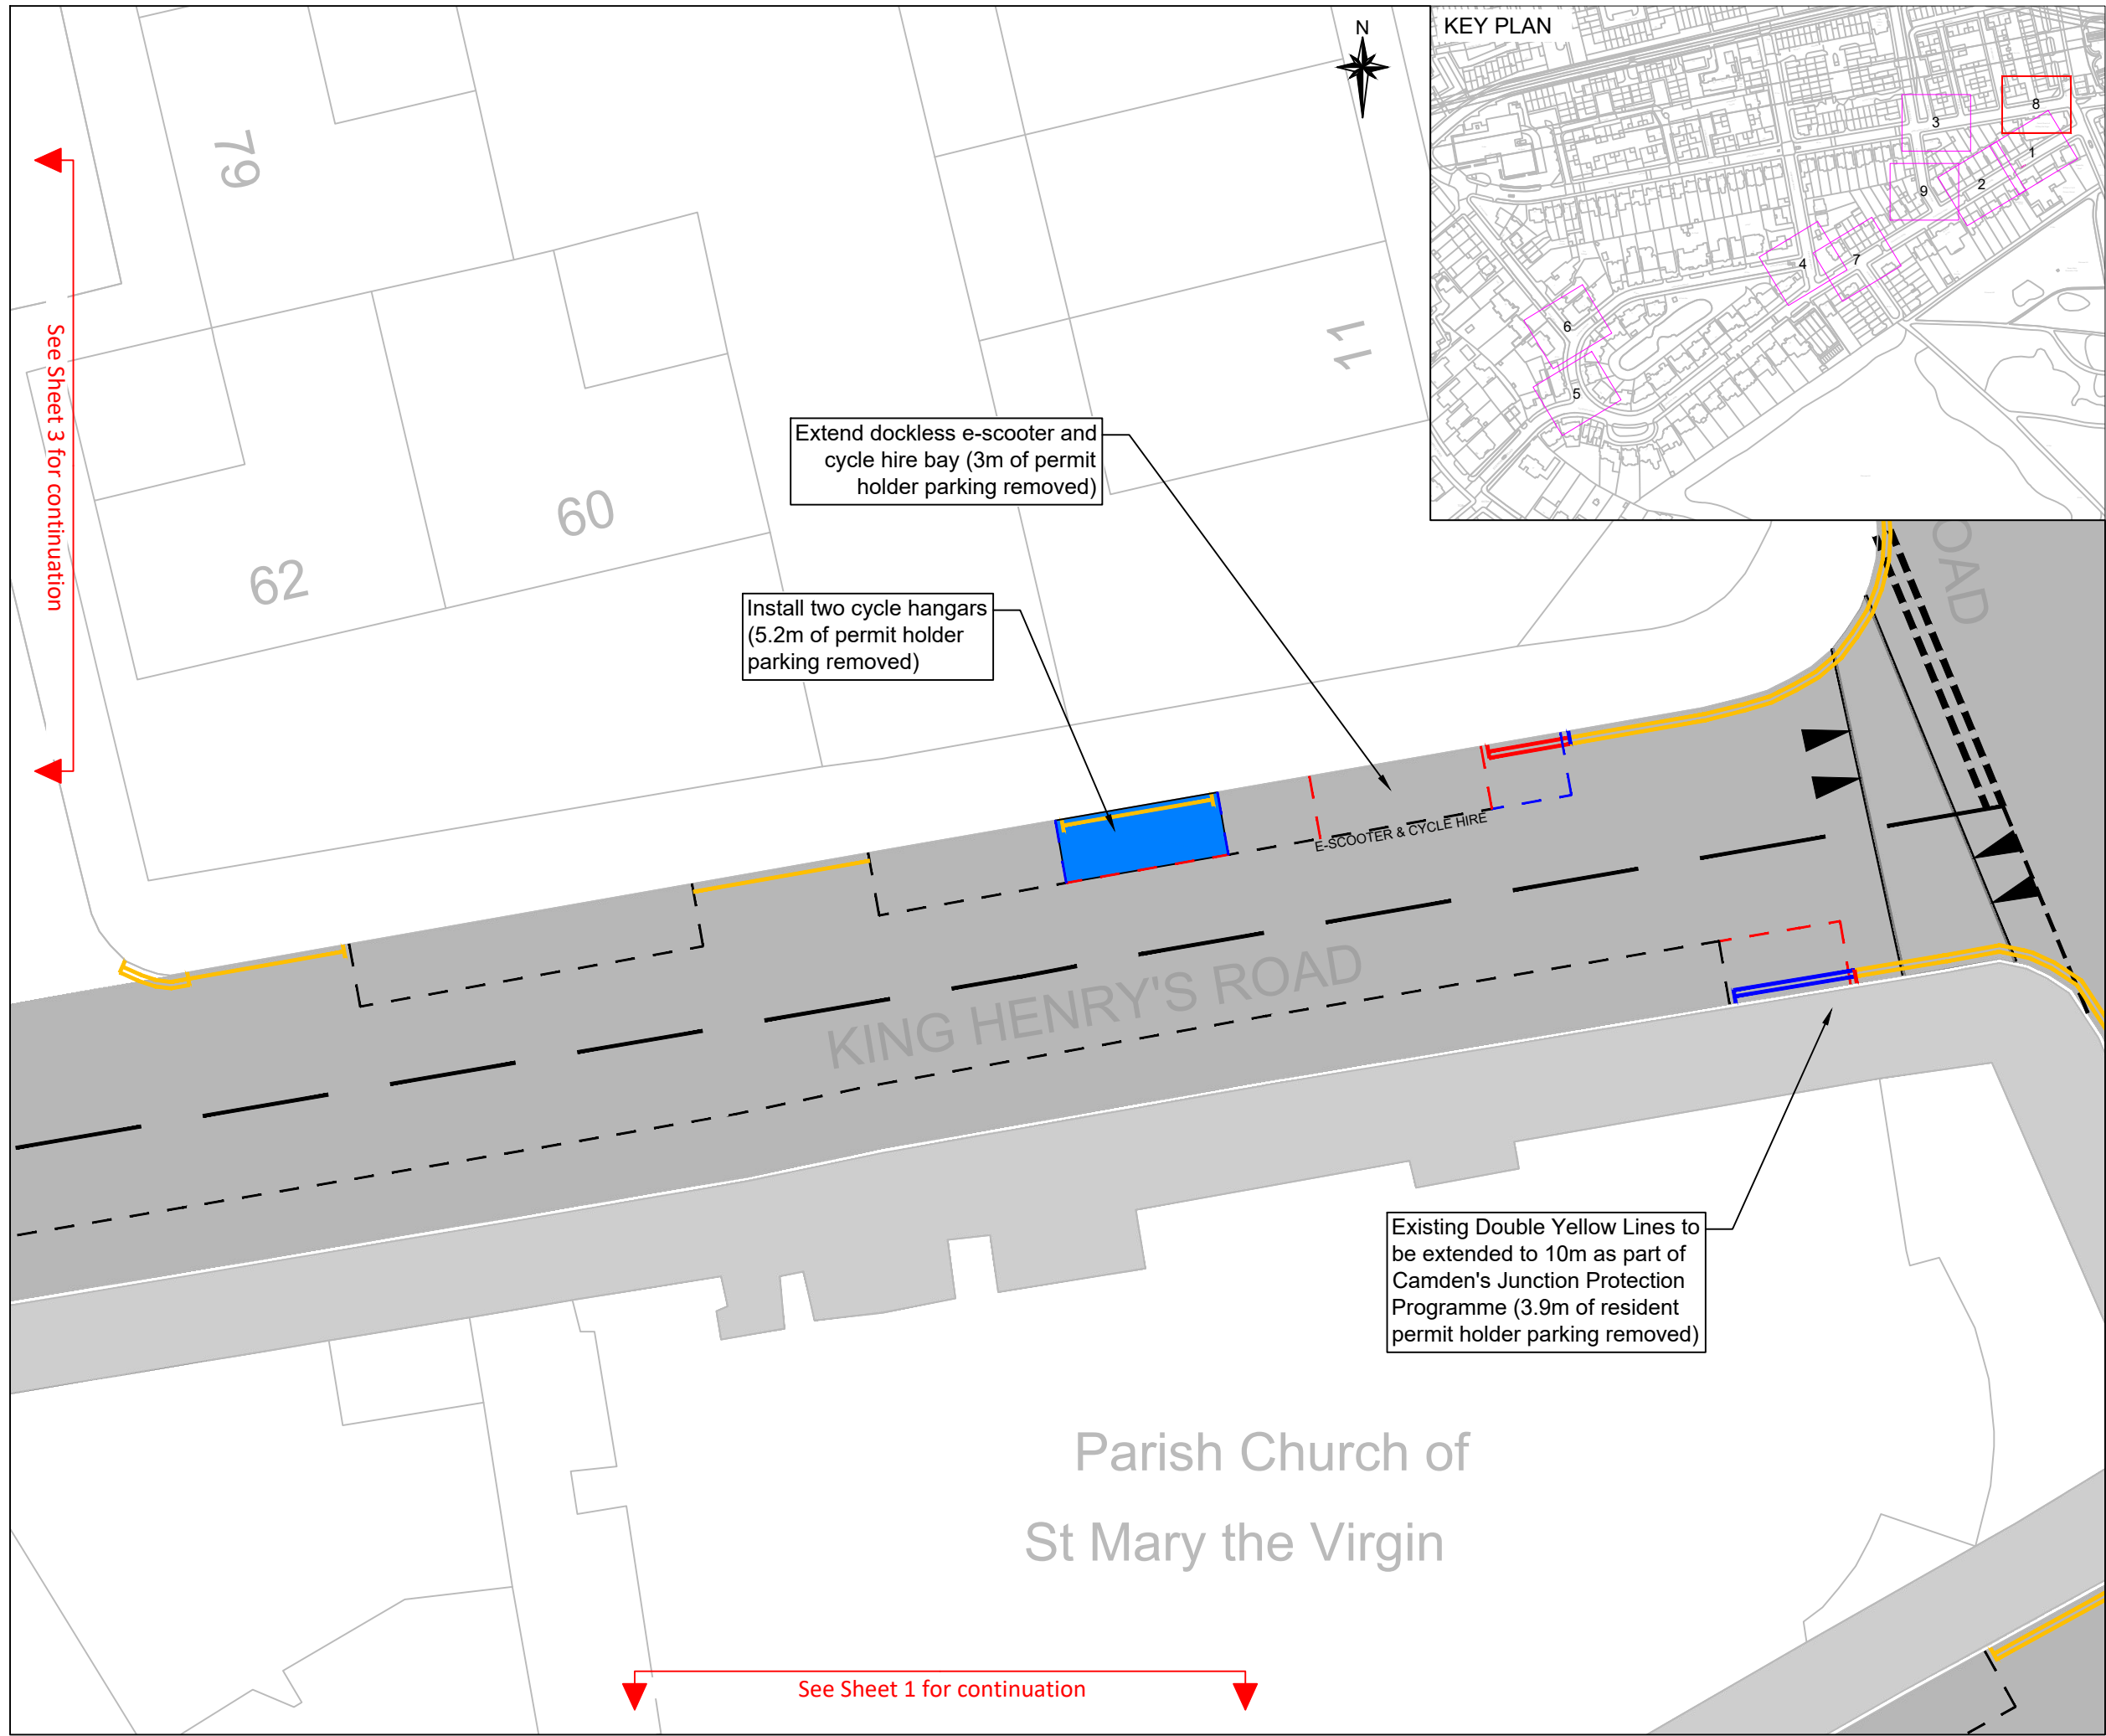 N
KEY PLAN
8
3
1
2
9
4
7
6
5
79
11
60
62
See Sheet 3 for continuation
Extend dockless e-scooter and
cycle hire bay (3m of permit
holder parking removed)
Install two cycle hangars
(5.2m of permit holder
parking removed)
OAD
E-SCOOTER & CYCLE HIRE
KING HENRY'S ROAD
Existing Double Yellow Lines to
be extended to 10m as part of
Camden's Junction Protection
Programme (3.9m of resident
permit holder parking removed)
Parish Church of
St Mary the Virgin
See Sheet 1 for continuation